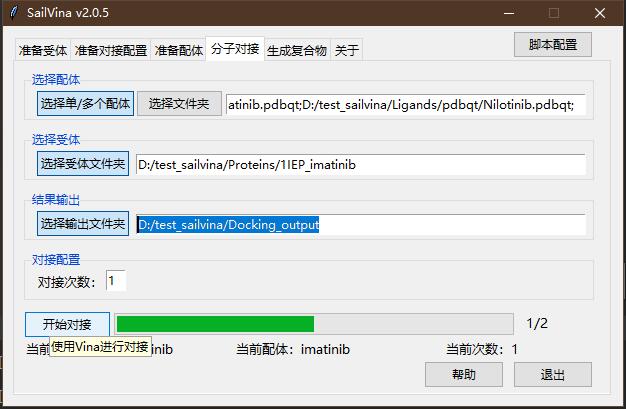 SailVina v2.0.5
准备受体 准备对接配置 准备配体 分子对接 生成复合物 关于 脚本配置
选择配体
选择单/多个配体 选择文件夹 atinib.pdbqt;D:/test_sailvina/Ligands/pdbqt/Nilotinib.pdbqt;
选择受体
选择受体文件夹 D:/test_sailvina/Proteins/1IEP_imatinib
结果输出
选择输出文件夹 D:/test_sailvina/Docking_output
对接配置
对接次数： 1
开始对接 1/2
当前 使用Vina进行对接 inib 当前配体：imatinib 当前次数：1
帮助 退出